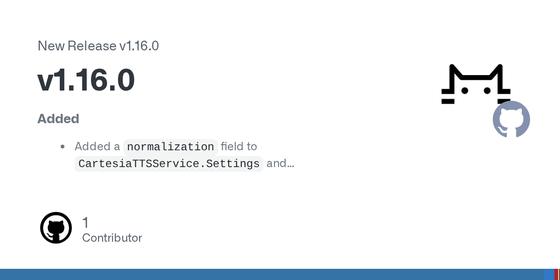 New Release v1.16.0
v1.16.0
Added
• Added a normalization field to
CartesiaTTSService.Settings and…
1
Contributor